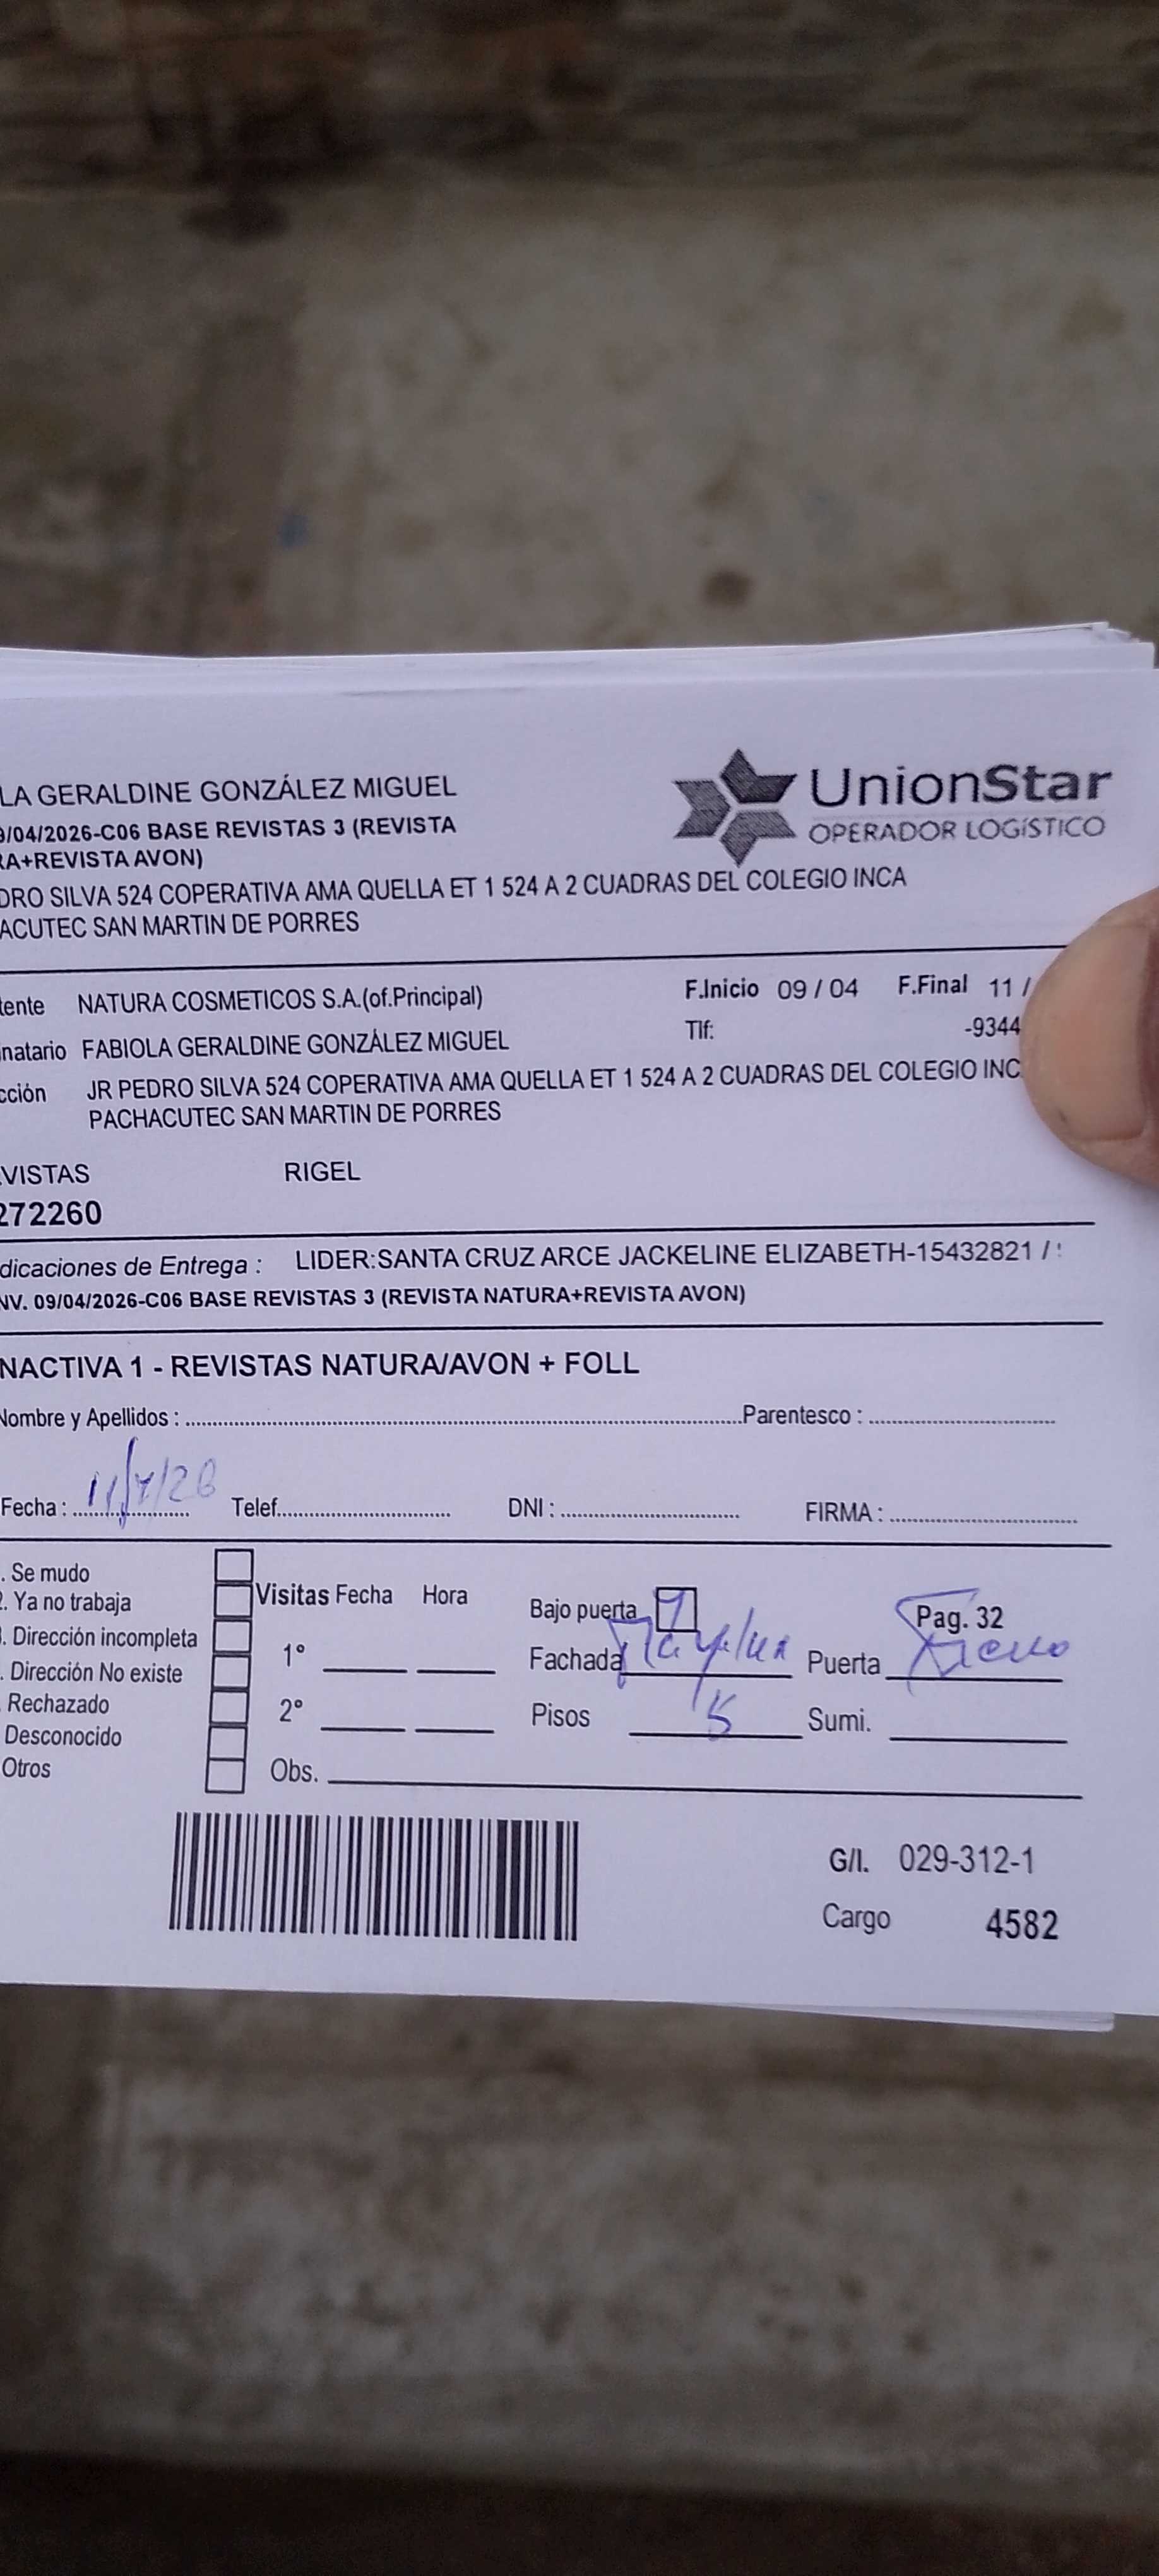 LA GERALDINE GONZÁLEZ MIGUEL
UnionStar
OPERADOR LOGÍSTICO
9/04/2026-C06 BASE REVISTAS 3 (REVISTA
RA+REVISTA AVON)
DRO SILVA 524 COPERATIVA AMA QUELLA ET 1 524 A 2 CUADRAS DEL COLEGIO INCA
ACUTEC SAN MARTIN DE PORRES
tente NATURA COSMETICOS S.A.(of.Principal) F.Inicio 09 / 04 F.Final 11 /
natario FABIOLA GERALDINE GONZÁLEZ MIGUEL Tlf: -9344
cción JR PEDRO SILVA 524 COPERATIVA AMA QUELLA ET 1 524 A 2 CUADRAS DEL COLEGIO INC
PACHACUTEC SAN MARTIN DE PORRES
VISTAS RIGEL
272260
dicaciones de Entrega : LIDER:SANTA CRUZ ARCE JACKELINE ELIZABETH-15432821 /
NV. 09/04/2026-C06 BASE REVISTAS 3 (REVISTA NATURA+REVISTA AVON)
NACTIVA 1 - REVISTAS NATURA/AVON + FOLL
Nombre y Apellidos : Parentesco :
Fecha : Telef. DNI : FIRMA :
. Se mudo
2. Ya no trabaja
. Dirección incompleta
. Dirección No existe
Rechazado
Desconocido
Otros
Visitas Fecha Hora
1°
2°
Obs.
Bajo puerta Pag. 32
Fachada Puerta
Pisos 5 Sumi.
G/I. 029-312-1
Cargo 4582